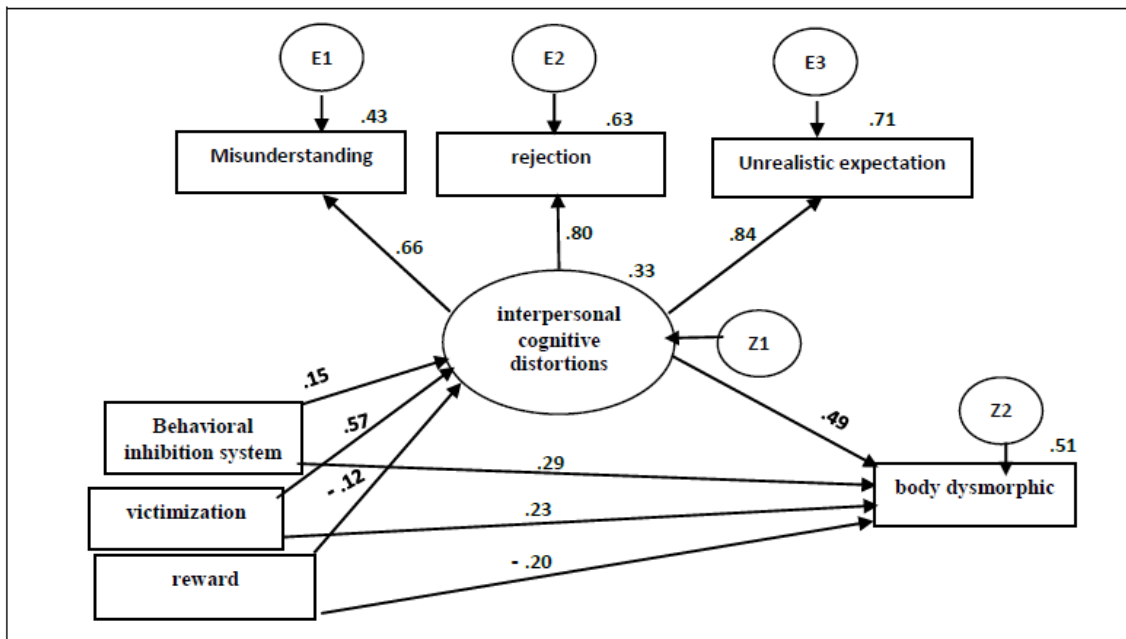 E1
E2
E3
.43
.63
.71
Misunderstanding
rejection
Unrealistic expectation
.66
.80
.84
.33
interpersonal
cognitive
distortions
Z1
.15
.57
- .12
Behavioral
inhibition system
.49
Z2
.51
.29
body dysmorphic
victimization
.23
reward
- .20